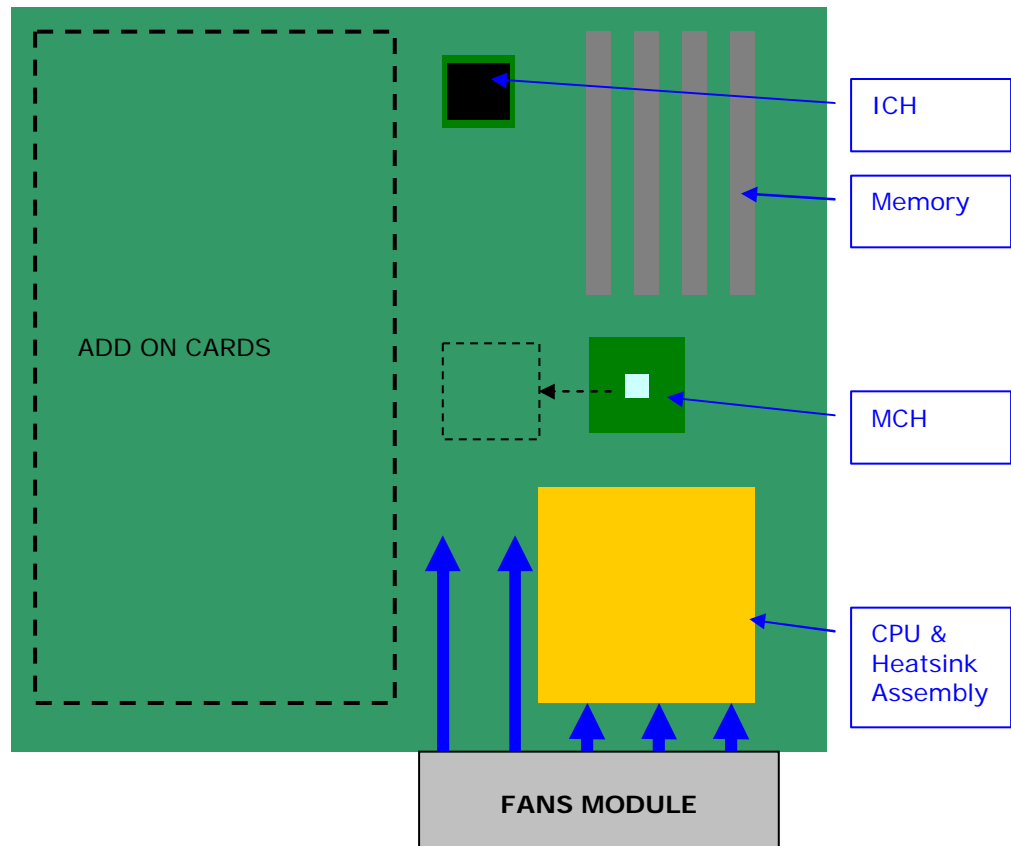 ICH
Memory
ADD ON CARDS
MCH
CPU &
Heatsink
Assembly
FANS MODULE